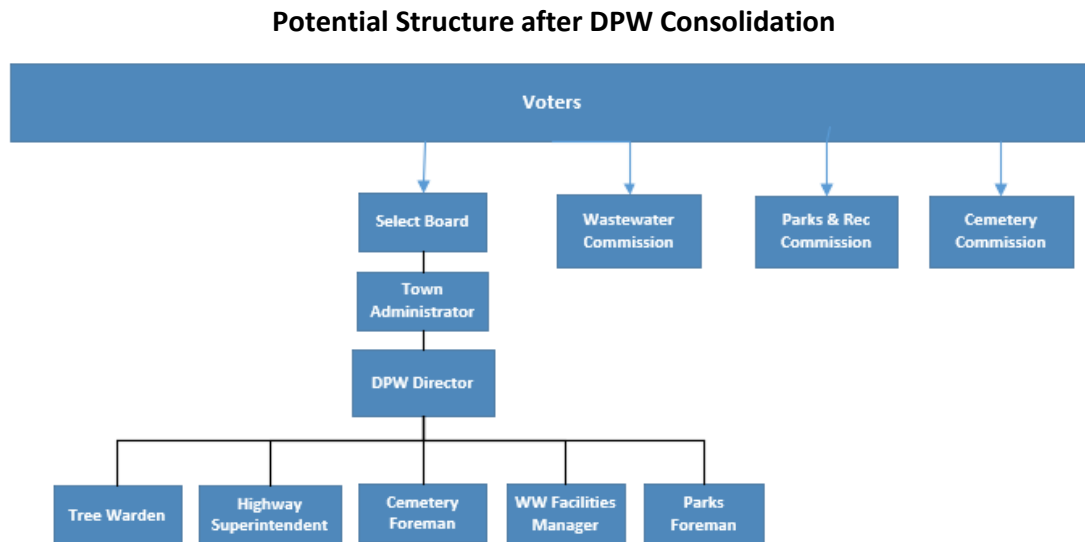 Potential Structure after DPW Consolidation
Voters
Select Board
Wastewater
Commission
Parks & Rec
Commission
Cemetery
Commission
Town
Administrator
DPW Director
Tree Warden
Highway
Superintendent
Cemetery
Foreman
WW Facilities
Manager
Parks
Foreman